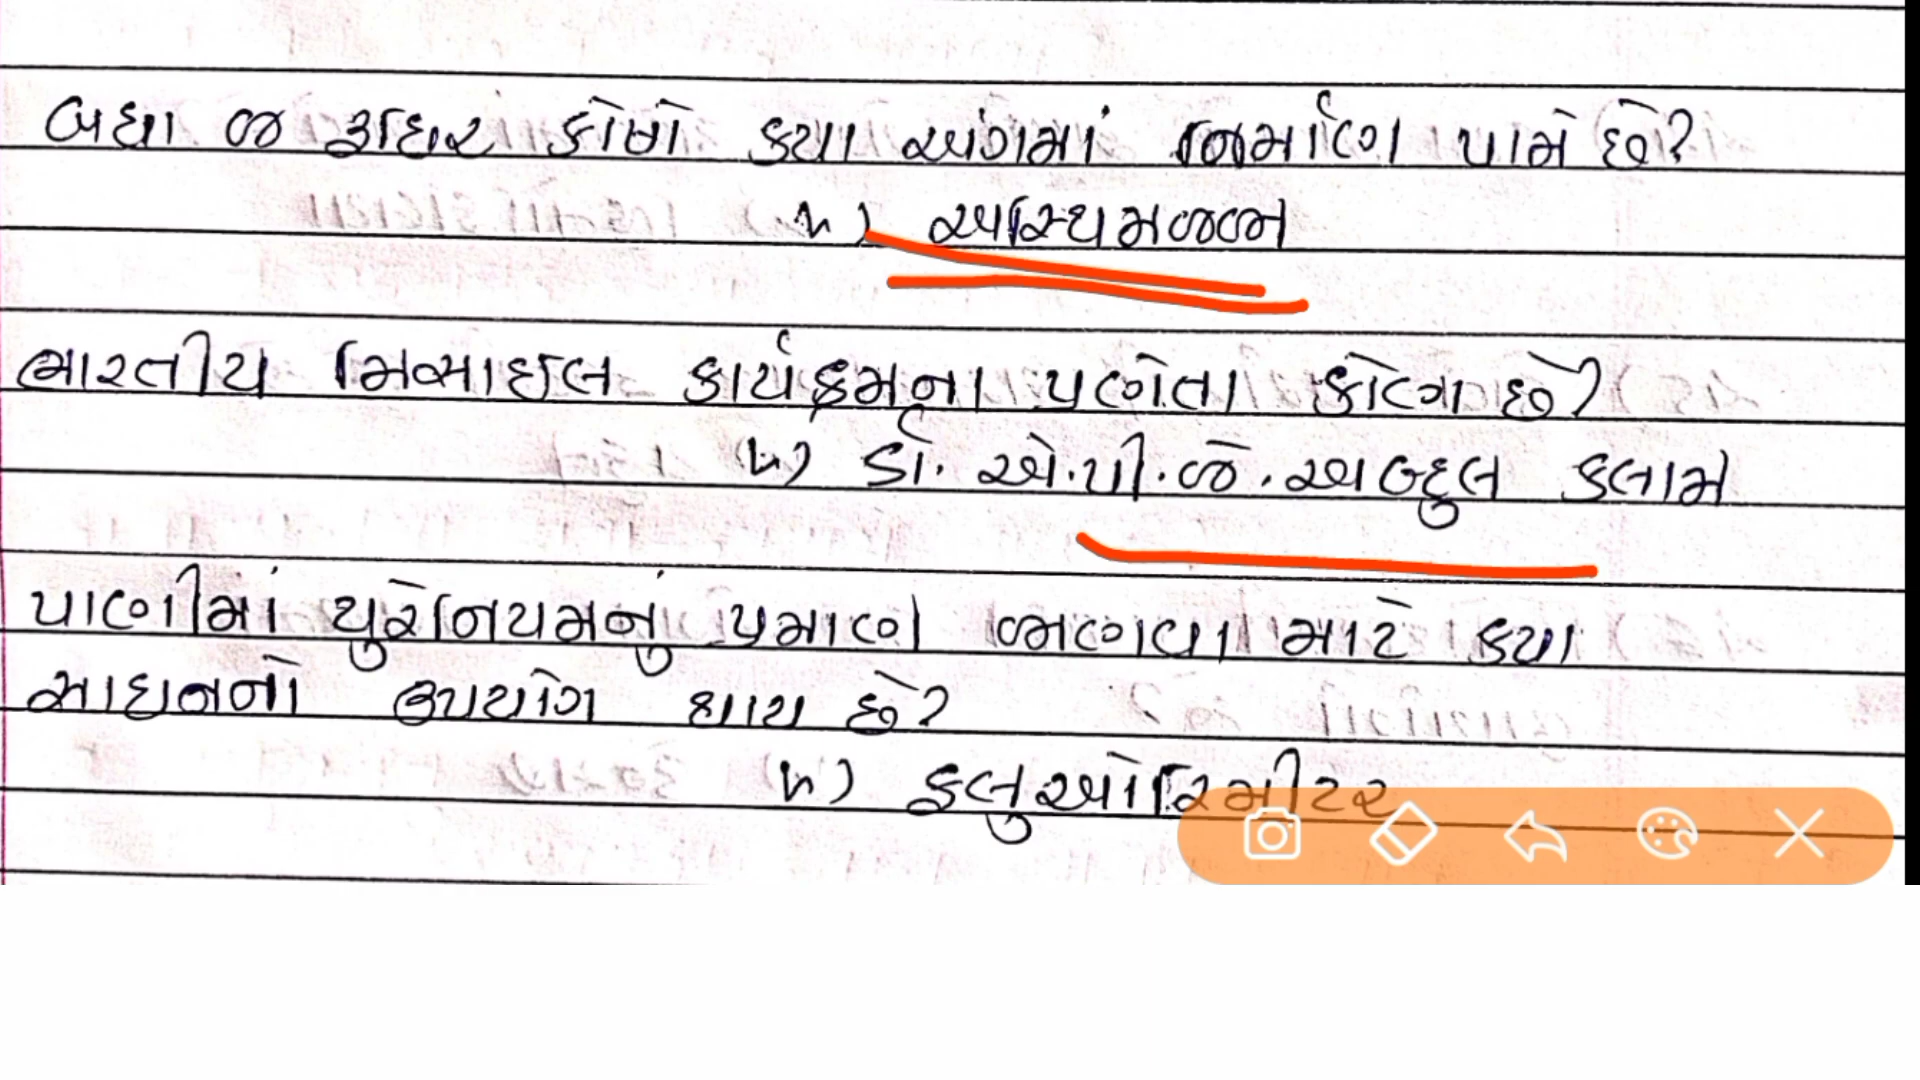 બધા જ રૂધિર કોષો કયા અંગમાં નિર્માણ પામે છે?
→) અસ્થિમજ્જા
ભારતીય મિસાઈલ કાર્યક્રમના પ્રણેતા કોણ છે?
→) ડૉ. એ.પી.જે. અબ્દુલ કલામ
પાણીમાં યુરેનિયમનું પ્રમાણ જાણવા માટે કયા
સાધનનો ઉપયોગ થાય છે?
→) ફલુઓરિમીટર